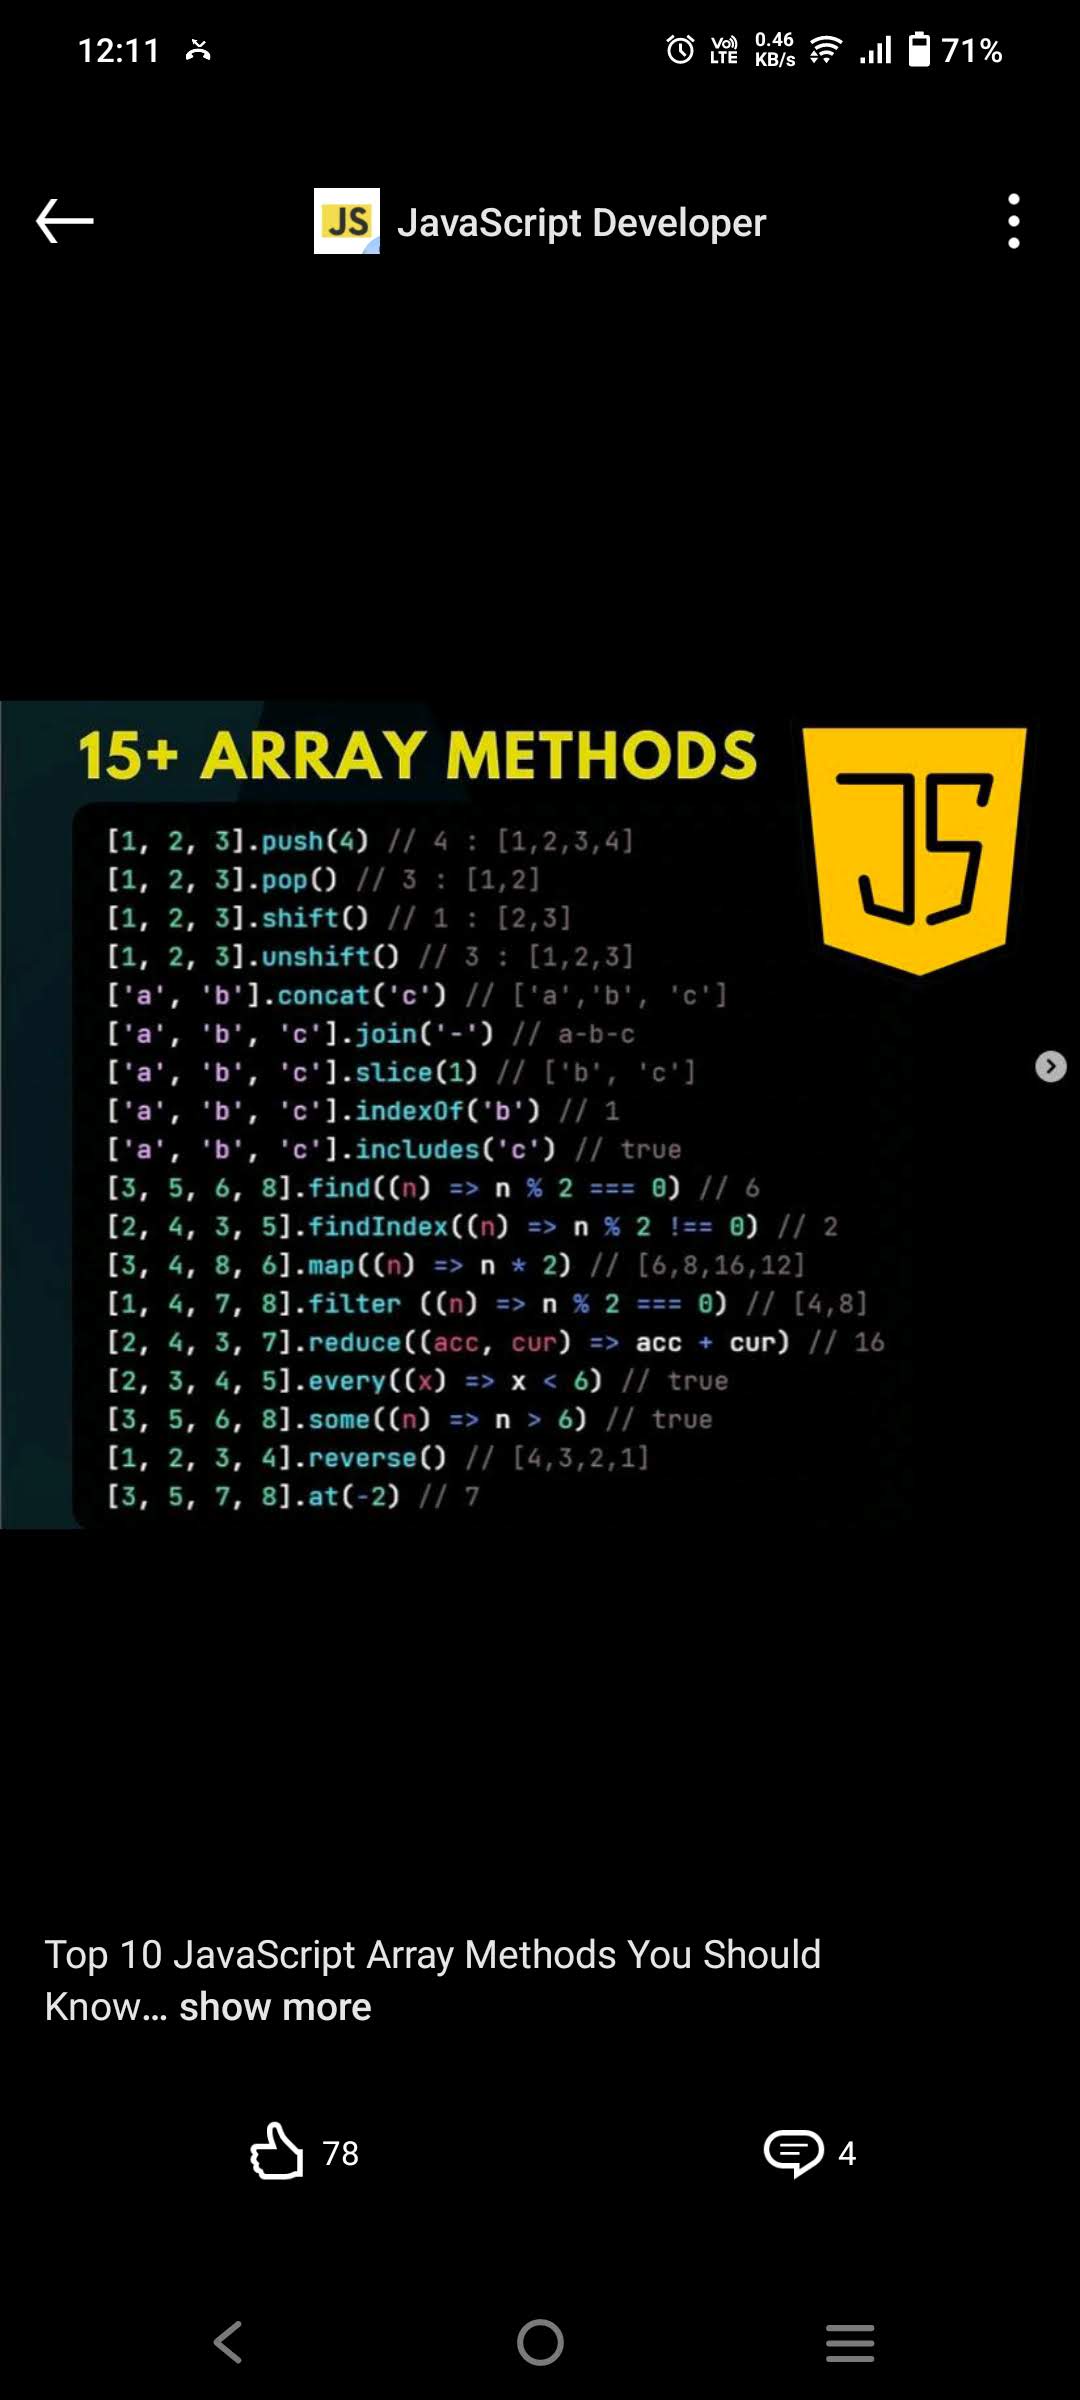 12:11 Vo)) LTE 0.46 KB/s 71%
JS JavaScript Developer
15+ ARRAY METHODS
JS
[1, 2, 3].push(4) // 4 : [1,2,3,4]
[1, 2, 3].pop() // 3 : [1,2]
[1, 2, 3].shift() // 1 : [2,3]
[1, 2, 3].unshift() // 3 : [1,2,3]
['a', 'b'].concat('c') // ['a','b', 'c']
['a', 'b', 'c'].join('-') // a-b-c
['a', 'b', 'c'].slice(1) // ['b', 'c']
['a', 'b', 'c'].indexOf('b') // 1
['a', 'b', 'c'].includes('c') // true
[3, 5, 6, 8].find((n) => n % 2 === 0) // 6
[2, 4, 3, 5].findIndex((n) => n % 2 !== 0) // 2
[3, 4, 8, 6].map((n) => n * 2) // [6,8,16,12]
[1, 4, 7, 8].filter ((n) => n % 2 === 0) // [4,8]
[2, 4, 3, 7].reduce((acc, cur) => acc + cur) // 16
[2, 3, 4, 5].every((x) => x < 6) // true
[3, 5, 6, 8].some((n) => n > 6) // true
[1, 2, 3, 4].reverse() // [4,3,2,1]
[3, 5, 7, 8].at(-2) // 7
Top 10 JavaScript Array Methods You Should
Know... show more
78 4